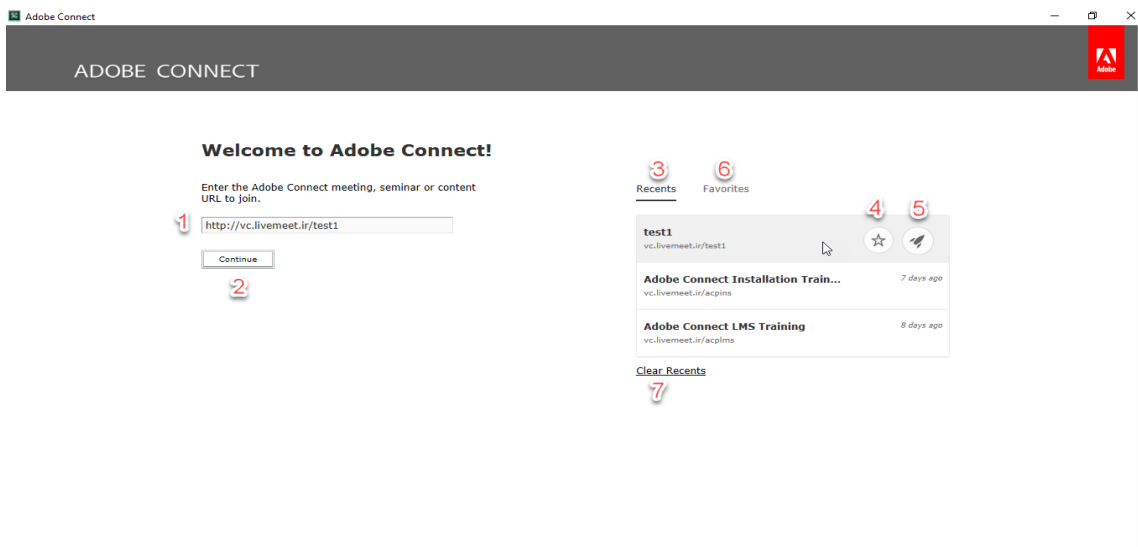 Adobe Connect
ADOBE CONNECT
Adobe
Welcome to Adobe Connect!
Enter the Adobe Connect meeting, seminar or content
URL to join.
1
http://vc.livemeet.ir/test1
Continue
2
3 6
Recents Favorites
4 5
test1
vc.livemeet.ir/test1
Adobe Connect Installation Train... 7 days ago
vc.livemeet.ir/acpins
Adobe Connect LMS Training 8 days ago
vc.livemeet.ir/acplms
Clear Recents
7